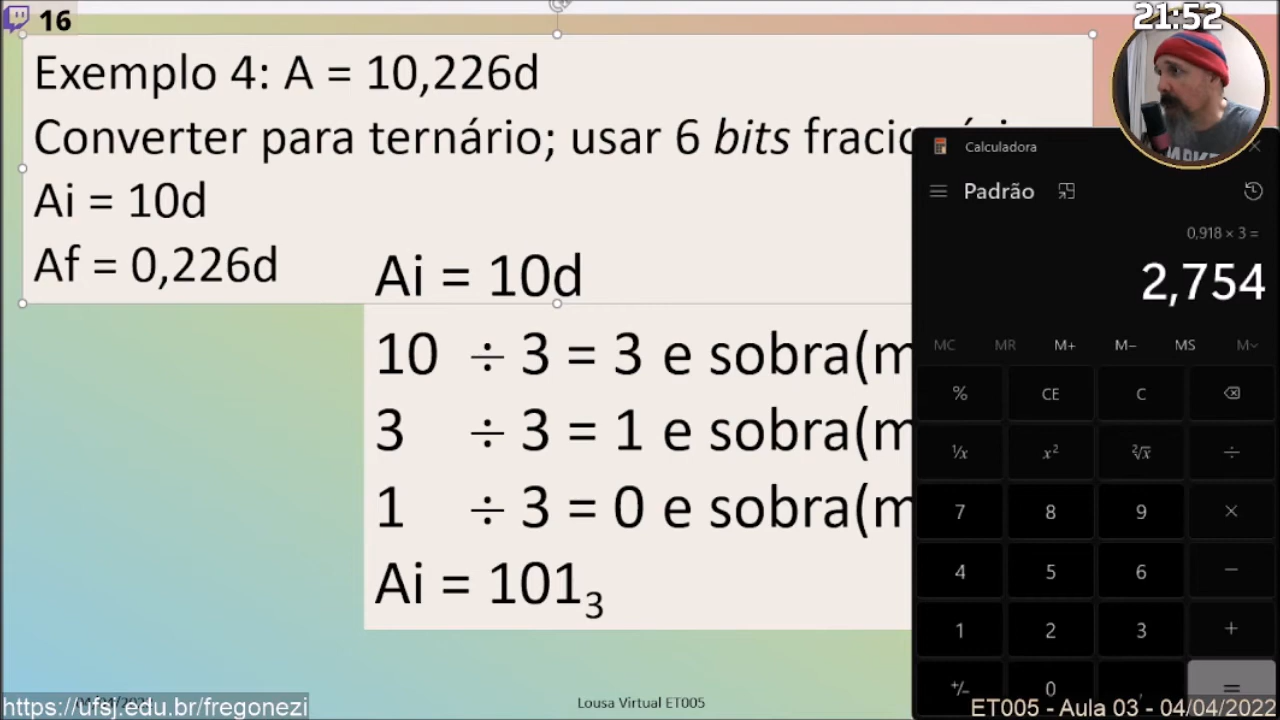 16
21:52
Exemplo 4: A = 10,226d
Converter para ternário; usar 6 bits
Ai = 10d
Af = 0,226d
Ai = 10d
10 ÷ 3 = 3 e sobra(m
3 ÷ 3 = 1 e sobra(m
1 ÷ 3 = 0 e sobra(m
Ai = 101₃
Calculadora
Padrão
0,918 × 3 =
2,754
MC MR M+ M− MS M˅
% CE C
¹/x x² ²√x ÷
7 8 9 ×
4 5 6 −
1 2 3 +
+/− 0 , =
https://ufsj.edu.br/fregonezi
Lousa Virtual ET005
ET005 - Aula 03 - 04/04/2022